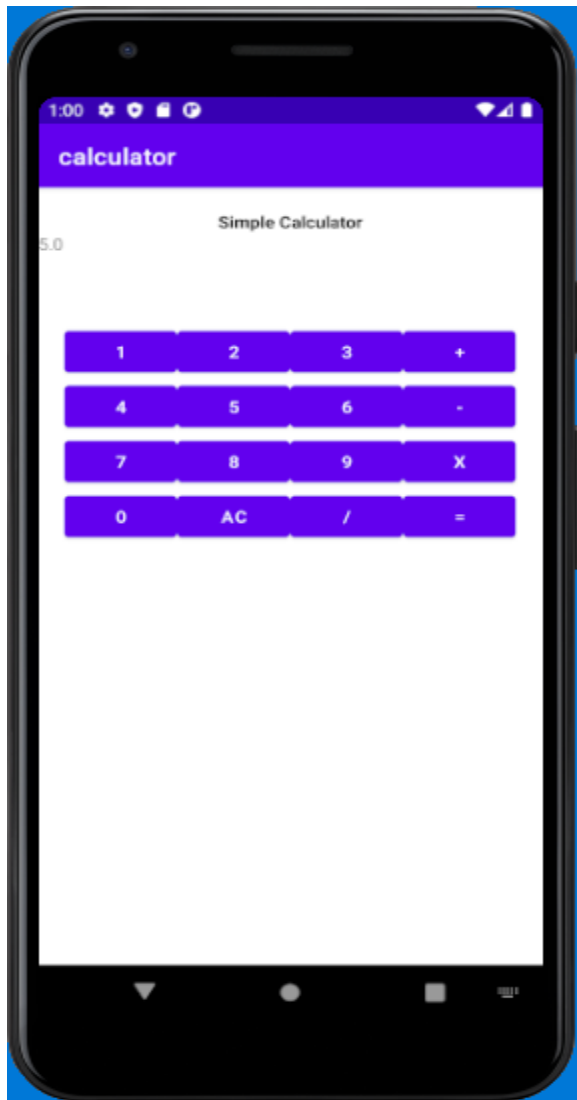 1:00
calculator
Simple Calculator
5.0
1 2 3 +
4 5 6 -
7 8 9 X
0 AC / =